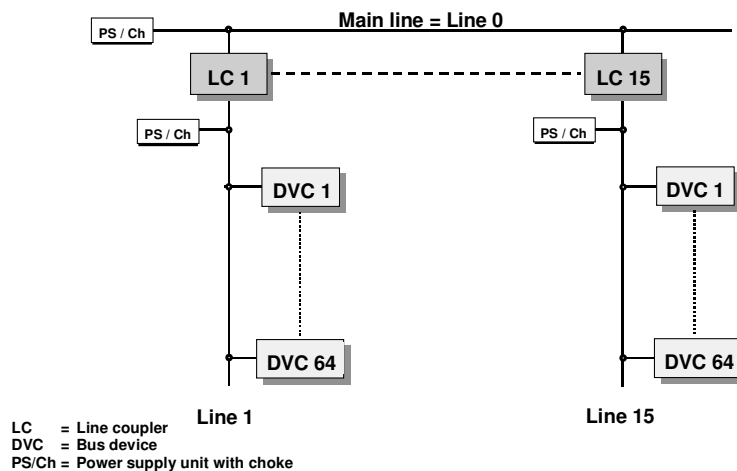 Main line = Line 0
PS / Ch
LC 1
LC 15
PS / Ch
PS / Ch
DVC 1
DVC 1
DVC 64
DVC 64
Line 1
Line 15
LC = Line coupler
DVC = Bus device
PS/Ch = Power supply unit with choke